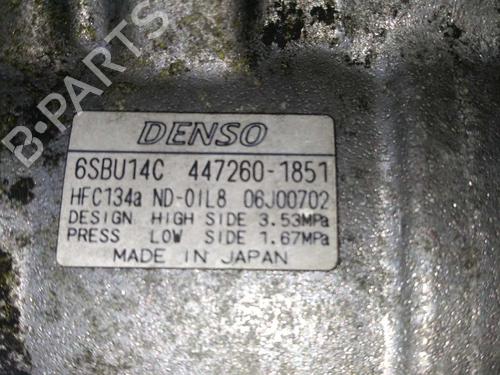 DENSO
6SBU14C 447260-1851
HFC134a ND-OIL8 06J00702
DESIGN HIGH SIDE 3.53MPa
PRESS LOW SIDE 1.67MPa
MADE IN JAPAN
B-PARTS